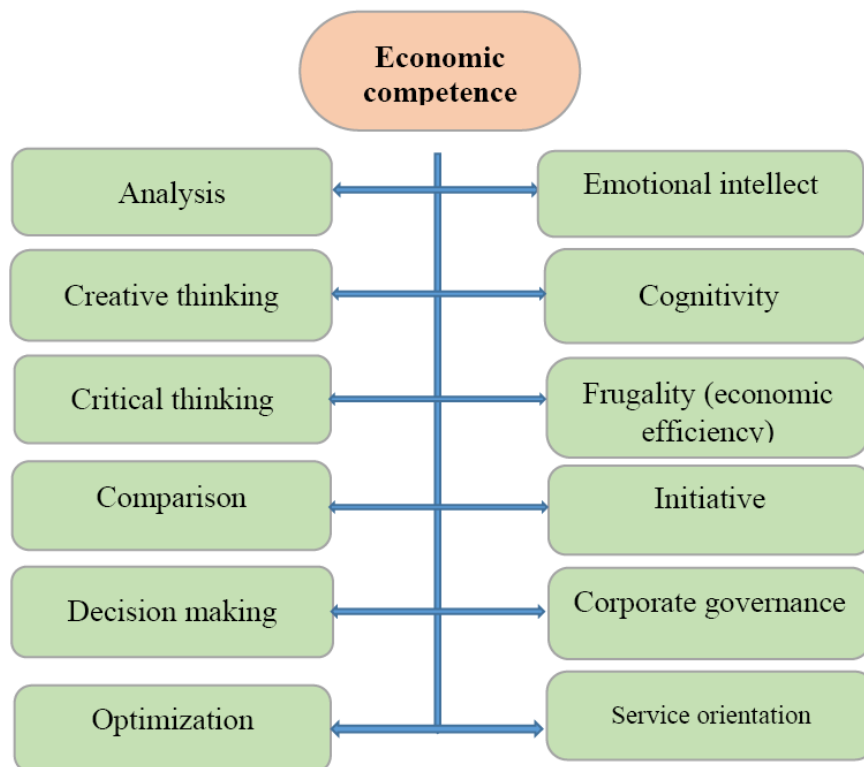 Economic
competence
Analysis
Emotional intellect
Creative thinking
Cognitivity
Critical thinking
Frugality (economic
efficiency)
Comparison
Initiative
Decision making
Corporate governance
Optimization
Service orientation